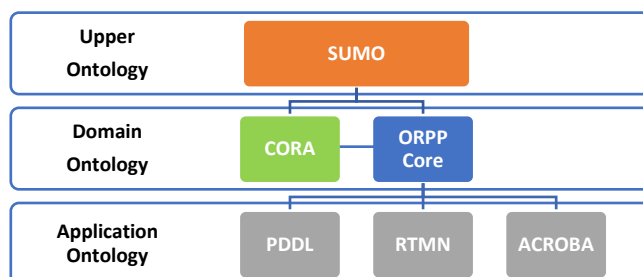 Upper
Ontology
SUMO
Domain
Ontology
CORA
ORPP
Core
Application
Ontology
PDDL
RTMN
ACROBA